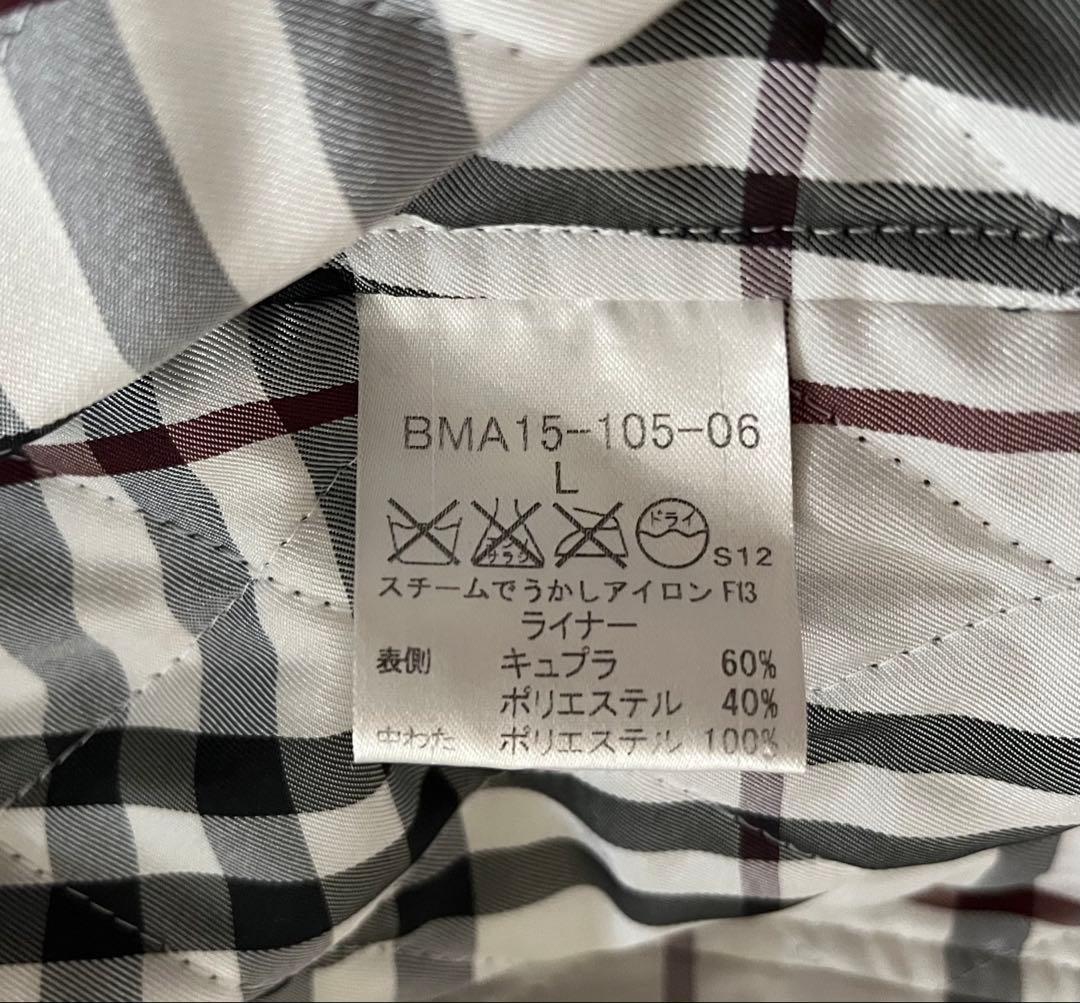 BMA15-105-06
L
ドライ
S12
スチームでうかしアイロン F13
ライナー
表側 キュプラ 60%
ポリエステル 40%
中わた ポリエステル 100%